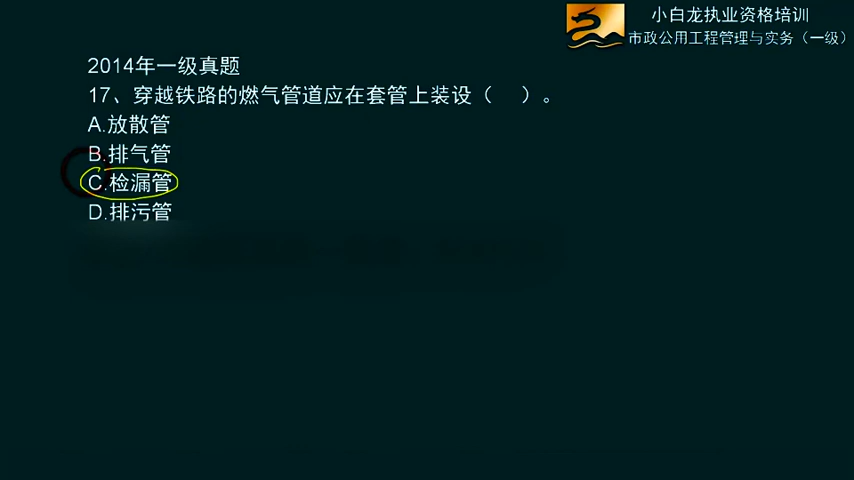 小白龙执业资格培训
市政公用工程管理与实务（一级）
2014年一级真题
17、穿越铁路的燃气管道应在套管上装设（ ）。
A.放散管
B.排气管
C.检漏管
D.排污管